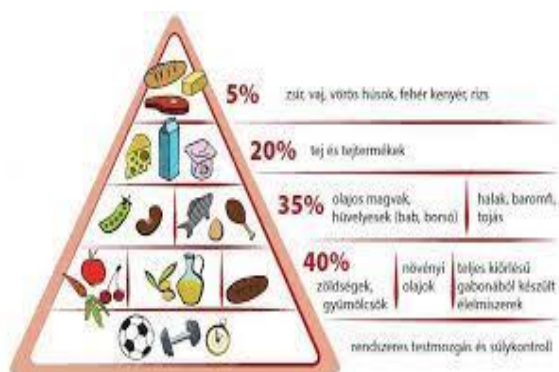 5% zsír, vaj, vörös húsok, fehér kenyér, rizs
20% tej és tejtermékek
35% olajos magvak,
hüvelyesek (bab, borsó)
halak, baromfi,
tojás
40%
zöldségek,
gyümölcsök
növényi
olajok
teljes kiőrlésű
gabonából készült
élelmiszerek
rendszeres testmozgás és súlykontroll